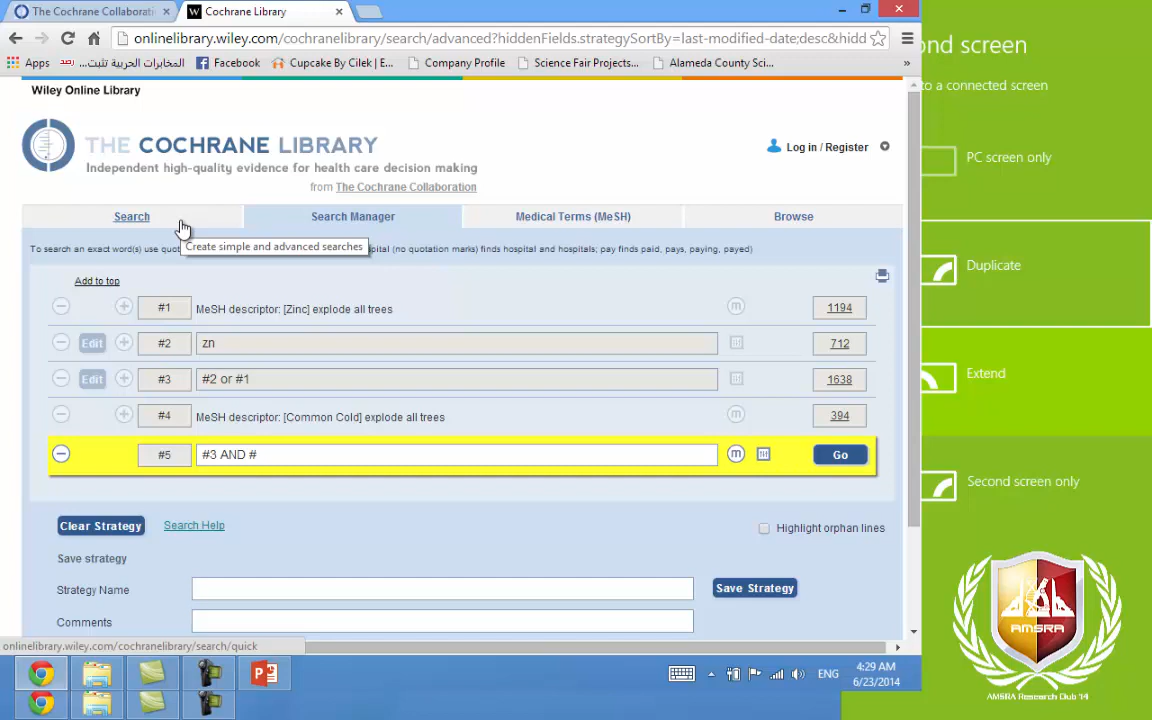 The Cochrane Collaborati
Cochrane Library
onlinelibrary.wiley.com/cochranelibrary/search/advanced?hiddenFields.strategySortBy=last-modified-date;desc&hidd
Apps
المخابرات الحربية تثبت...
رصد
Facebook
Cupcake By Cilek | E...
Company Profile
Science Fair Projects...
Alameda County Sci...
»
Wiley Online Library
THE COCHRANE LIBRARY
Independent high-quality evidence for health care decision making
from The Cochrane Collaboration
Log in / Register
Search
Search Manager
Medical Terms (MeSH)
Browse
To search an exact word(s) use quot
pital (no quotation marks) finds hospital and hospitals; pay finds paid, pays, paying, payed)
Create simple and advanced searches
Add to top
#1 MeSH descriptor: [Zinc] explode all trees m 1194
Edit #2 zn 712
Edit #3 #2 or #1 1638
#4 MeSH descriptor: [Common Cold] explode all trees m 394
#5 #3 AND # m Go
Clear Strategy
Search Help
Highlight orphan lines
Save strategy
Strategy Name
Save Strategy
Comments
onlinelibrary.wiley.com/cochranelibrary/search/quick
ENG
4:29 AM
6/23/2014
ond screen
to a connected screen
PC screen only
Duplicate
Extend
Second screen only
AMSRA
AMSRA Research Club '14